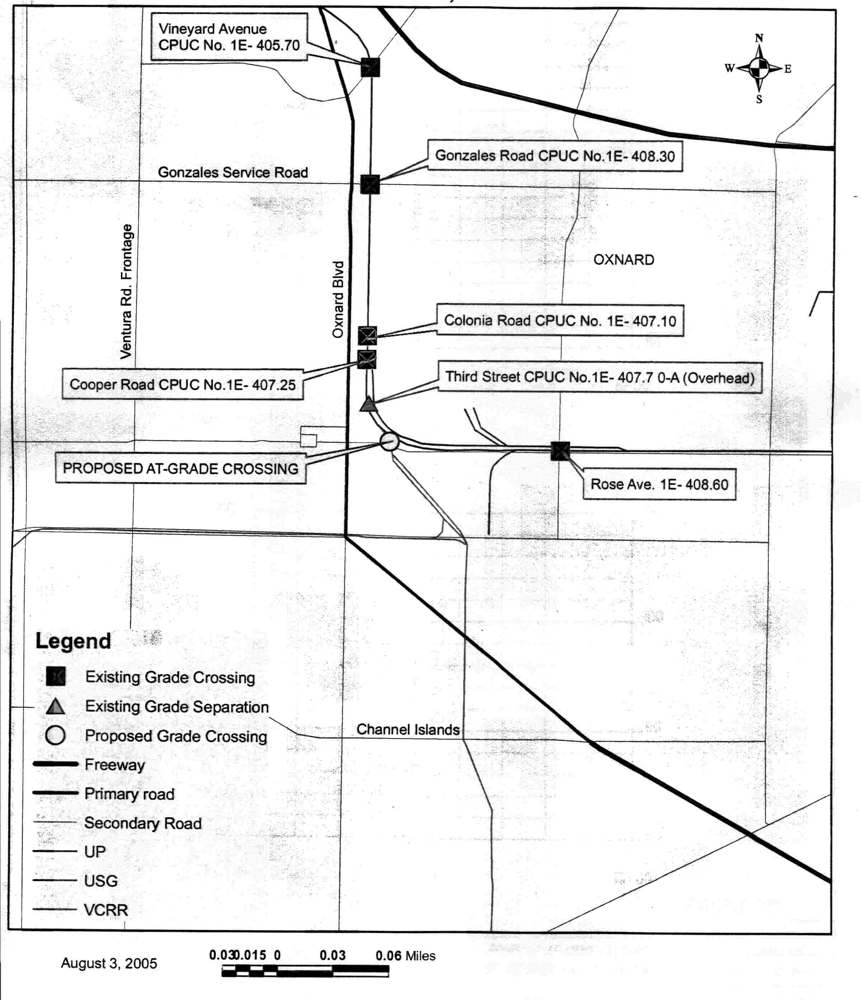 Vineyard Avenue
CPUC No. 1E- 405.70
N
W
E
S
Gonzales Road CPUC No.1E- 408.30
Gonzales Service Road
Ventura Rd. Frontage
Oxnard Blvd
OXNARD
Colonia Road CPUC No. 1E- 407.10
Cooper Road CPUC No.1E- 407.25
Third Street CPUC No.1E- 407.7 0-A (Overhead)
PROPOSED AT-GRADE CROSSING
Rose Ave. 1E- 408.60
Channel Islands
Legend
Existing Grade Crossing
Existing Grade Separation
Proposed Grade Crossing
Freeway
Primary road
Secondary Road
UP
USG
VCRR
August 3, 2005
0.030.015 0 0.03 0.06 Miles